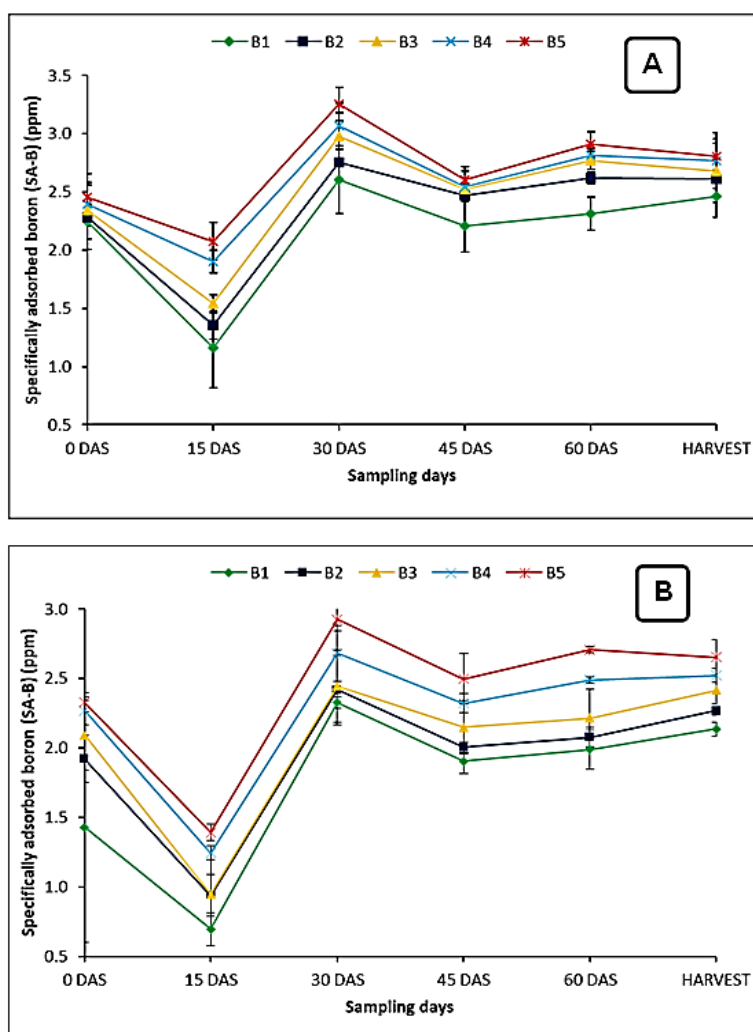 B1 B2 B3 B4 B5
A
Specifically adsorbed boron (SA-B) (ppm)
3.5
3.0
2.5
2.0
1.5
1.0
0.5
0 DAS 15 DAS 30 DAS 45 DAS 60 DAS HARVEST
Sampling days
B1 B2 B3 B4 B5
B
Specifically adsorbed boron (SA-B) (ppm)
3.0
2.5
2.0
1.5
1.0
0.5
0 DAS 15 DAS 30 DAS 45 DAS 60 DAS HARVEST
Sampling days